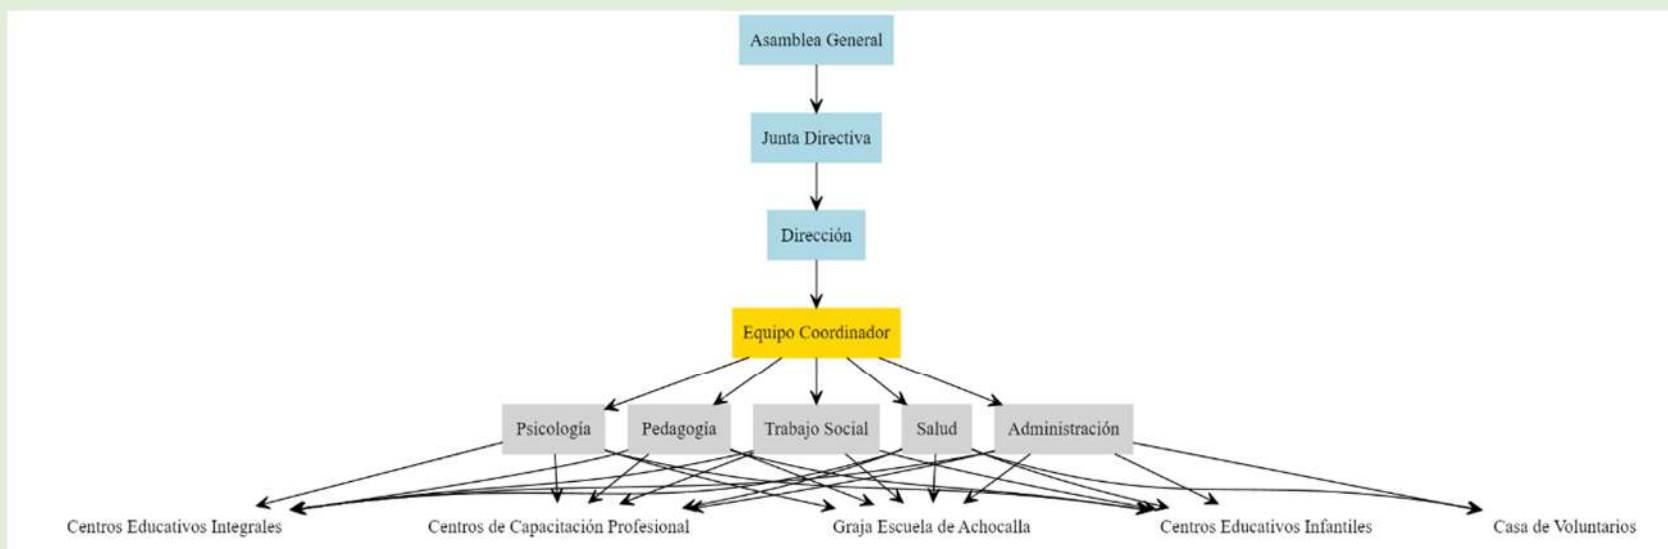 Asamblea General
Junta Directiva
Dirección
Equipo Coordinador
Psicología
Pedagogía
Trabajo Social
Salud
Administración
Centros Educativos Integrales
Centros de Capacitación Profesional
Graja Escuela de Achocalla
Centros Educativos Infantiles
Casa de Voluntarios